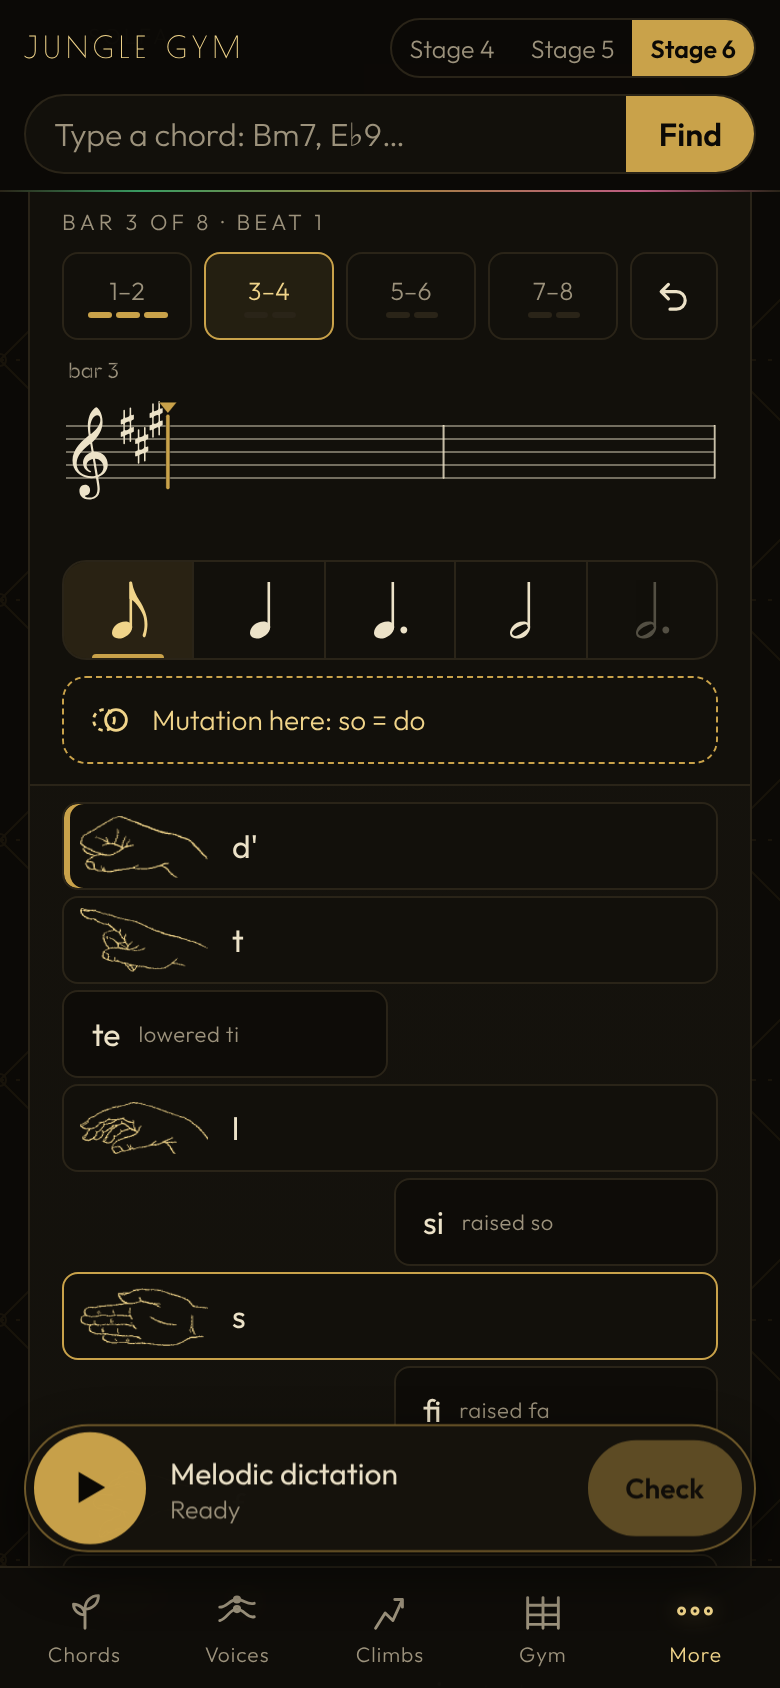 JUNGLE GYM
Stage 4 Stage 5 Stage 6
Type a chord: Bm7, E♭9...
Find
BAR 3 OF 8 · BEAT 1
1–2 3–4 5–6 7–8
bar 3
Mutation here: so = do
d'
t
te lowered ti
l
si raised so
s
fi raised fa
Melodic dictation
Ready
Check
Chords Voices Climbs Gym More